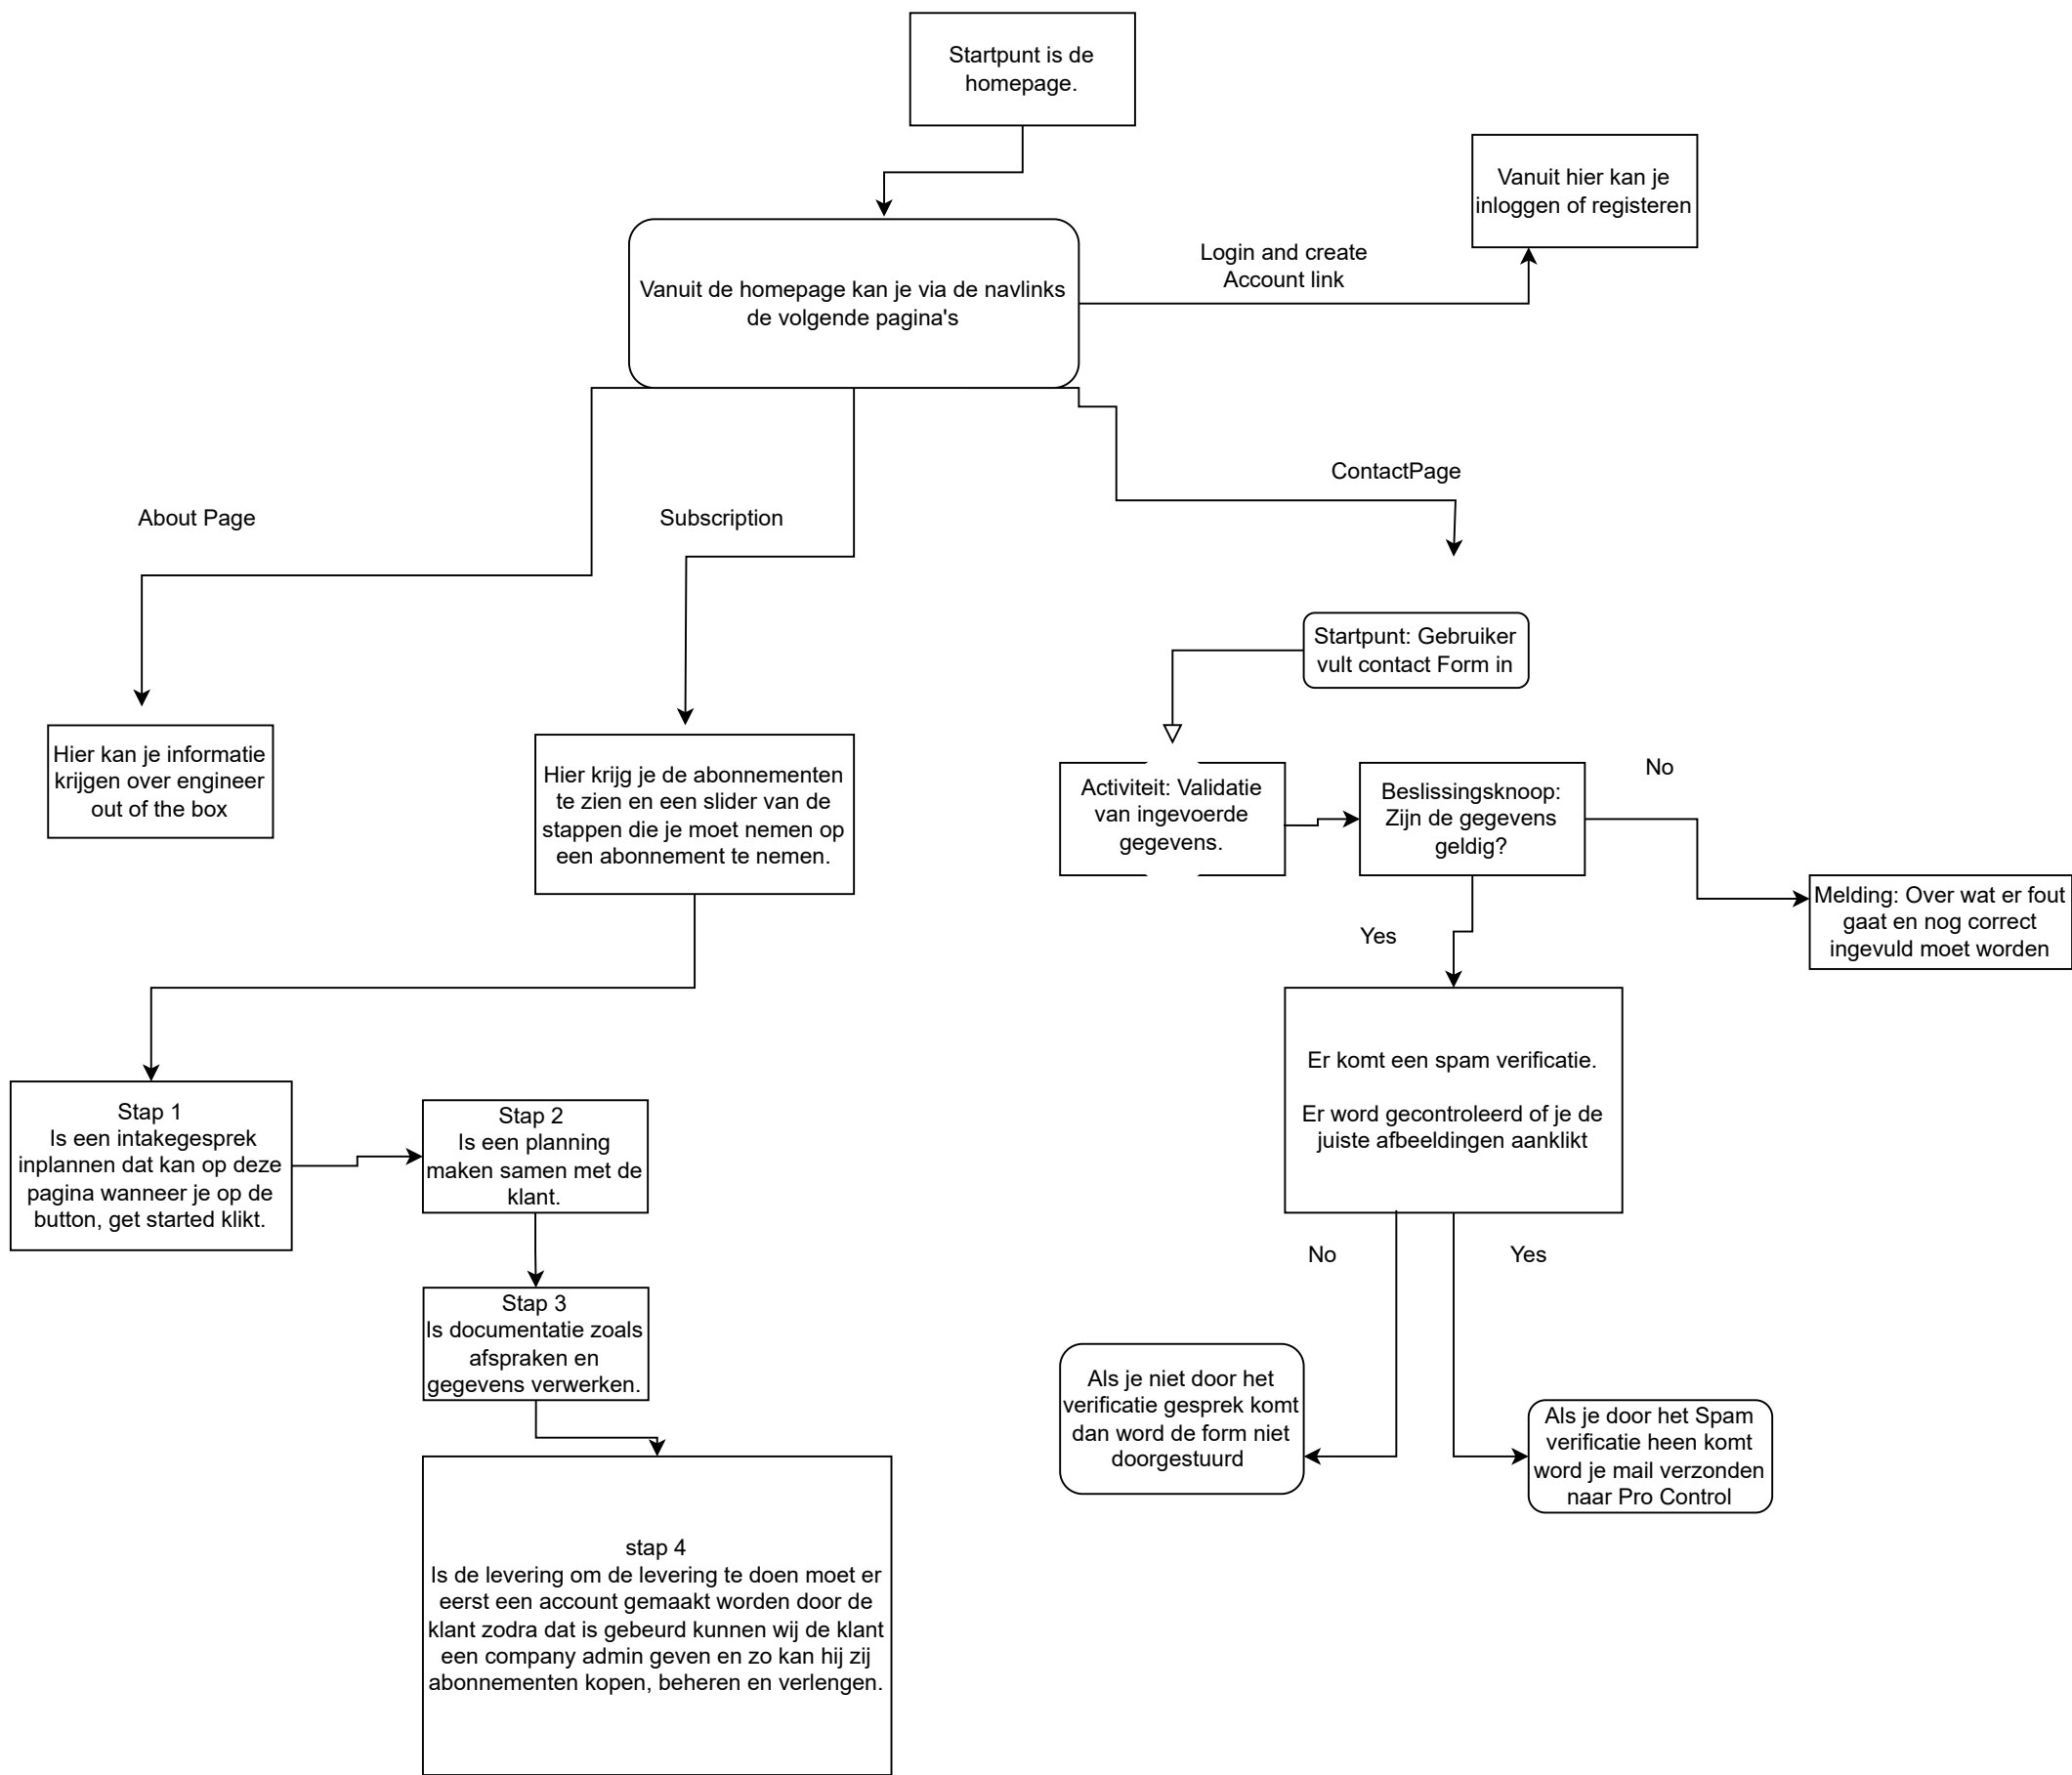 Startpunt is de
homepage.
Vanuit hier kan je
inloggen of registeren
Login and create
Account link
Vanuit de homepage kan je via de navlinks
de volgende pagina's
ContactPage
About Page
Subscription
Startpunt: Gebruiker
vult contact Form in
Hier kan je informatie
krijgen over engineer
out of the box
Hier krijg je de abonnementen
te zien en een slider van de
stappen die je moet nemen op
een abonnement te nemen.
Activiteit: Validatie
van ingevoerde
gegevens.
Beslissingsknoop:
Zijn de gegevens
geldig?
No
Melding: Over wat er fout
gaat en nog correct
ingevuld moet worden
Yes
Er komt een spam verificatie.
Er word gecontroleerd of je de
juiste afbeeldingen aanklikt
Stap 1
Is een intakegesprek
inplannen dat kan op deze
pagina wanneer je op de
button, get started klikt.
Stap 2
Is een planning
maken samen met de
klant.
No
Yes
Stap 3
Is documentatie zoals
afspraken en
gegevens verwerken.
Als je niet door het
verificatie gesprek komt
dan word de form niet
doorgestuurd
Als je door het Spam
verificatie heen komt
word je mail verzonden
naar Pro Control
stap 4
Is de levering om de levering te doen moet er
eerst een account gemaakt worden door de
klant zodra dat is gebeurd kunnen wij de klant
een company admin geven en zo kan hij zij
abonnementen kopen, beheren en verlengen.